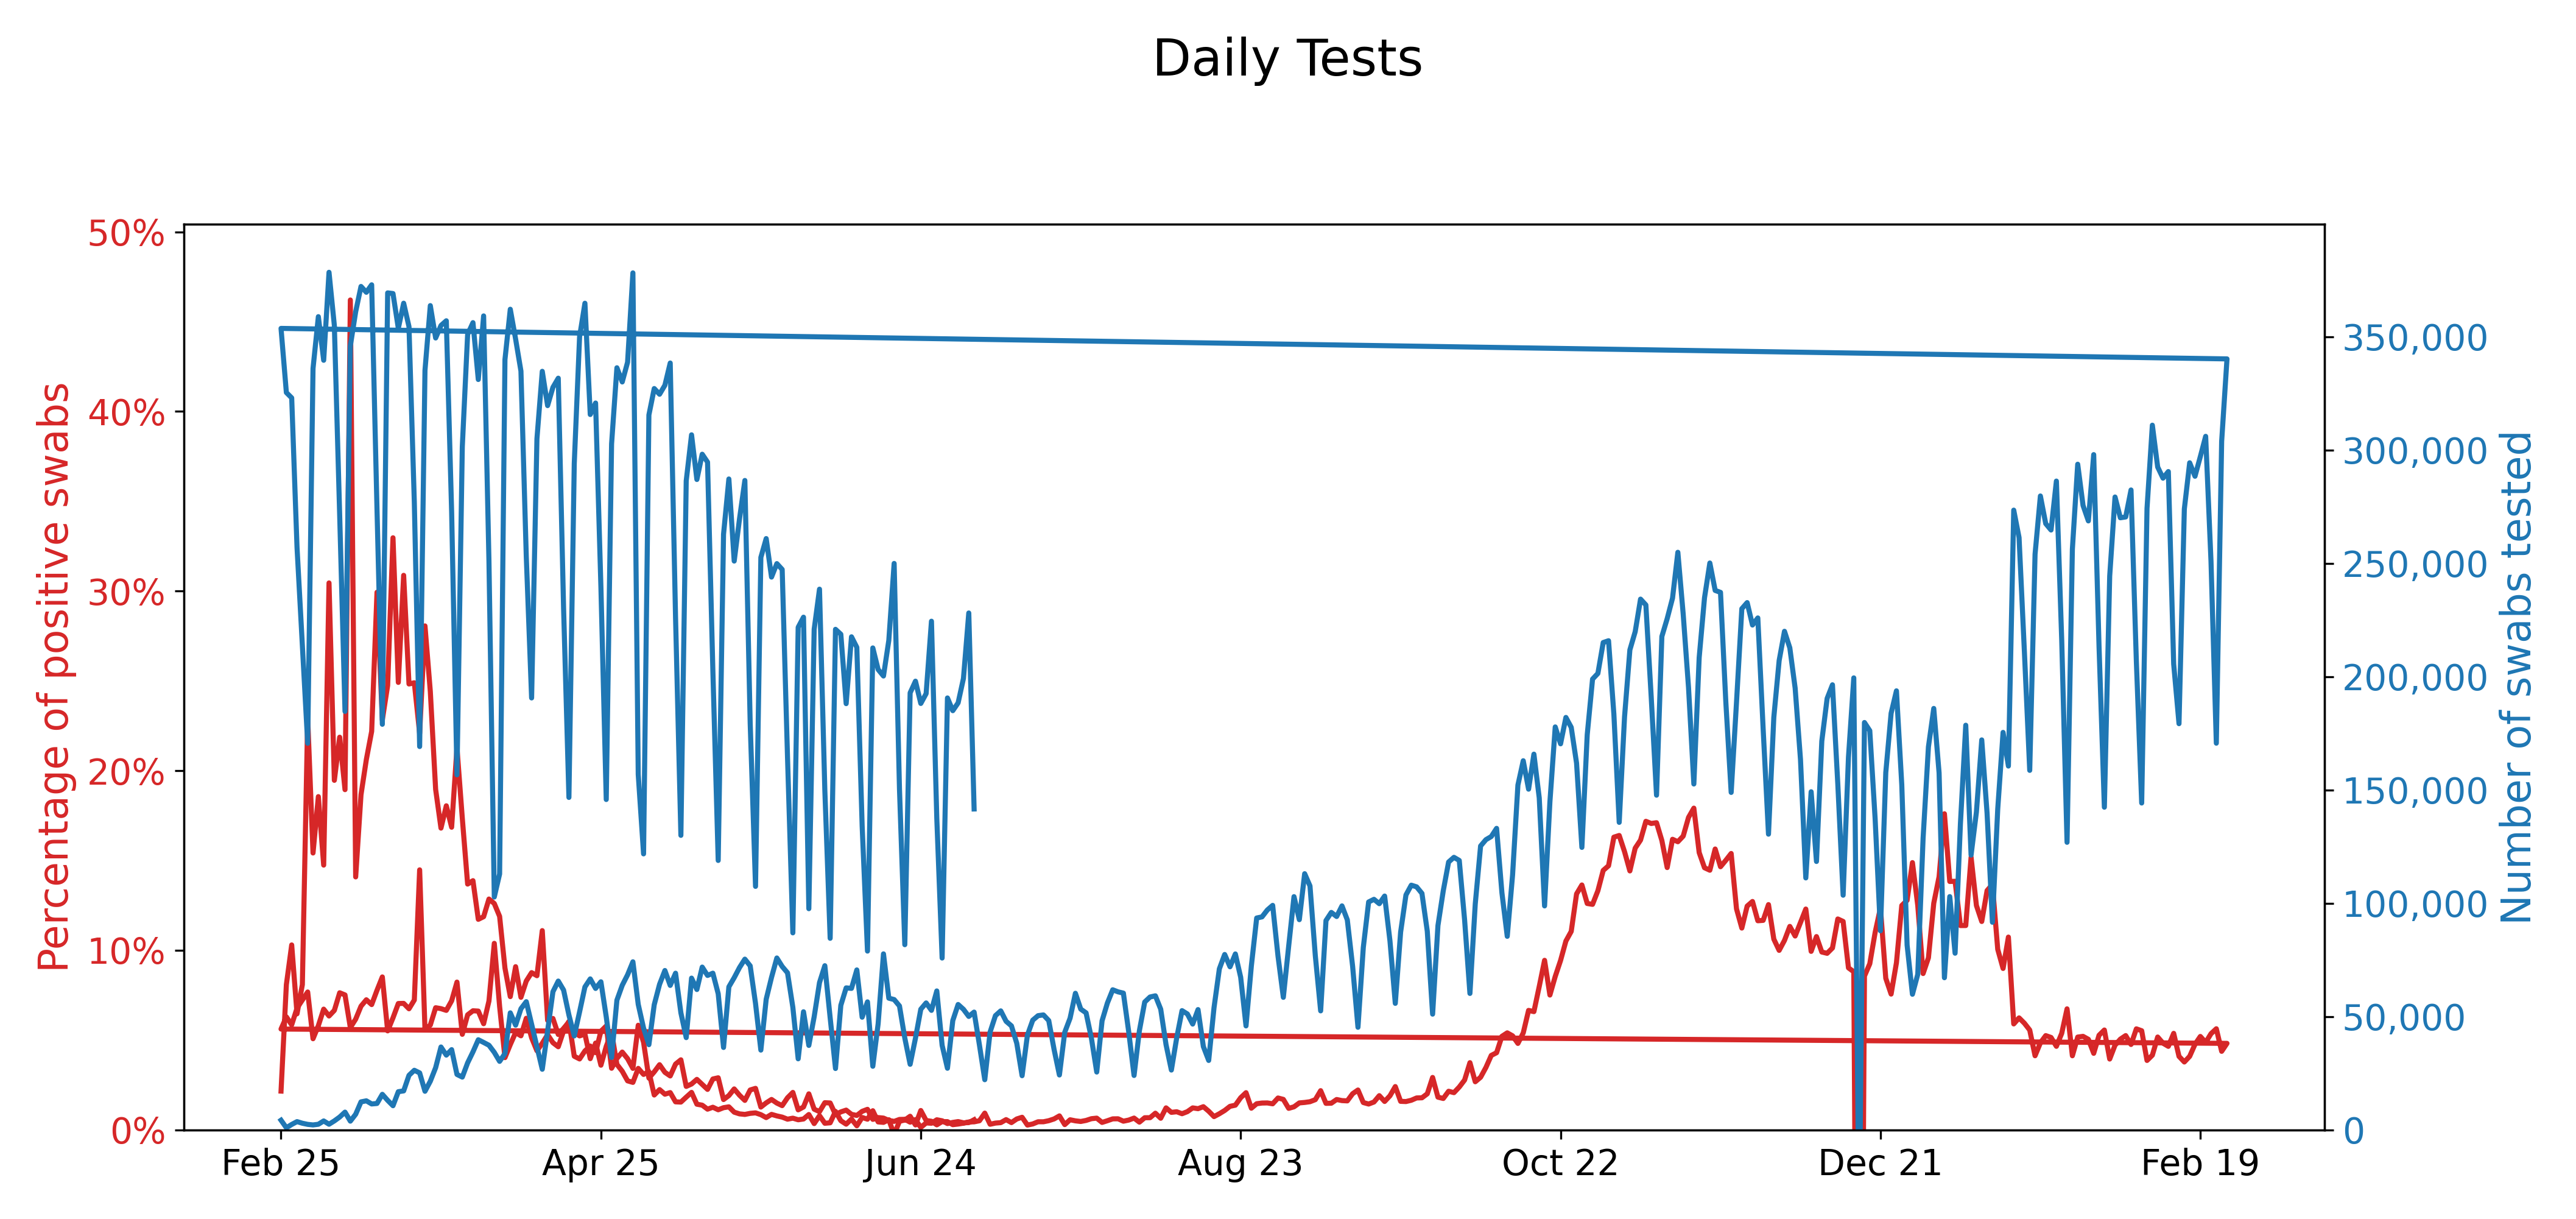 Daily Tests
50%
40%
30%
20%
10%
0%
Percentage of positive swabs
350,000
300,000
250,000
200,000
150,000
100,000
50,000
0
Number of swabs tested
Feb 25
Apr 25
Jun 24
Aug 23
Oct 22
Dec 21
Feb 19